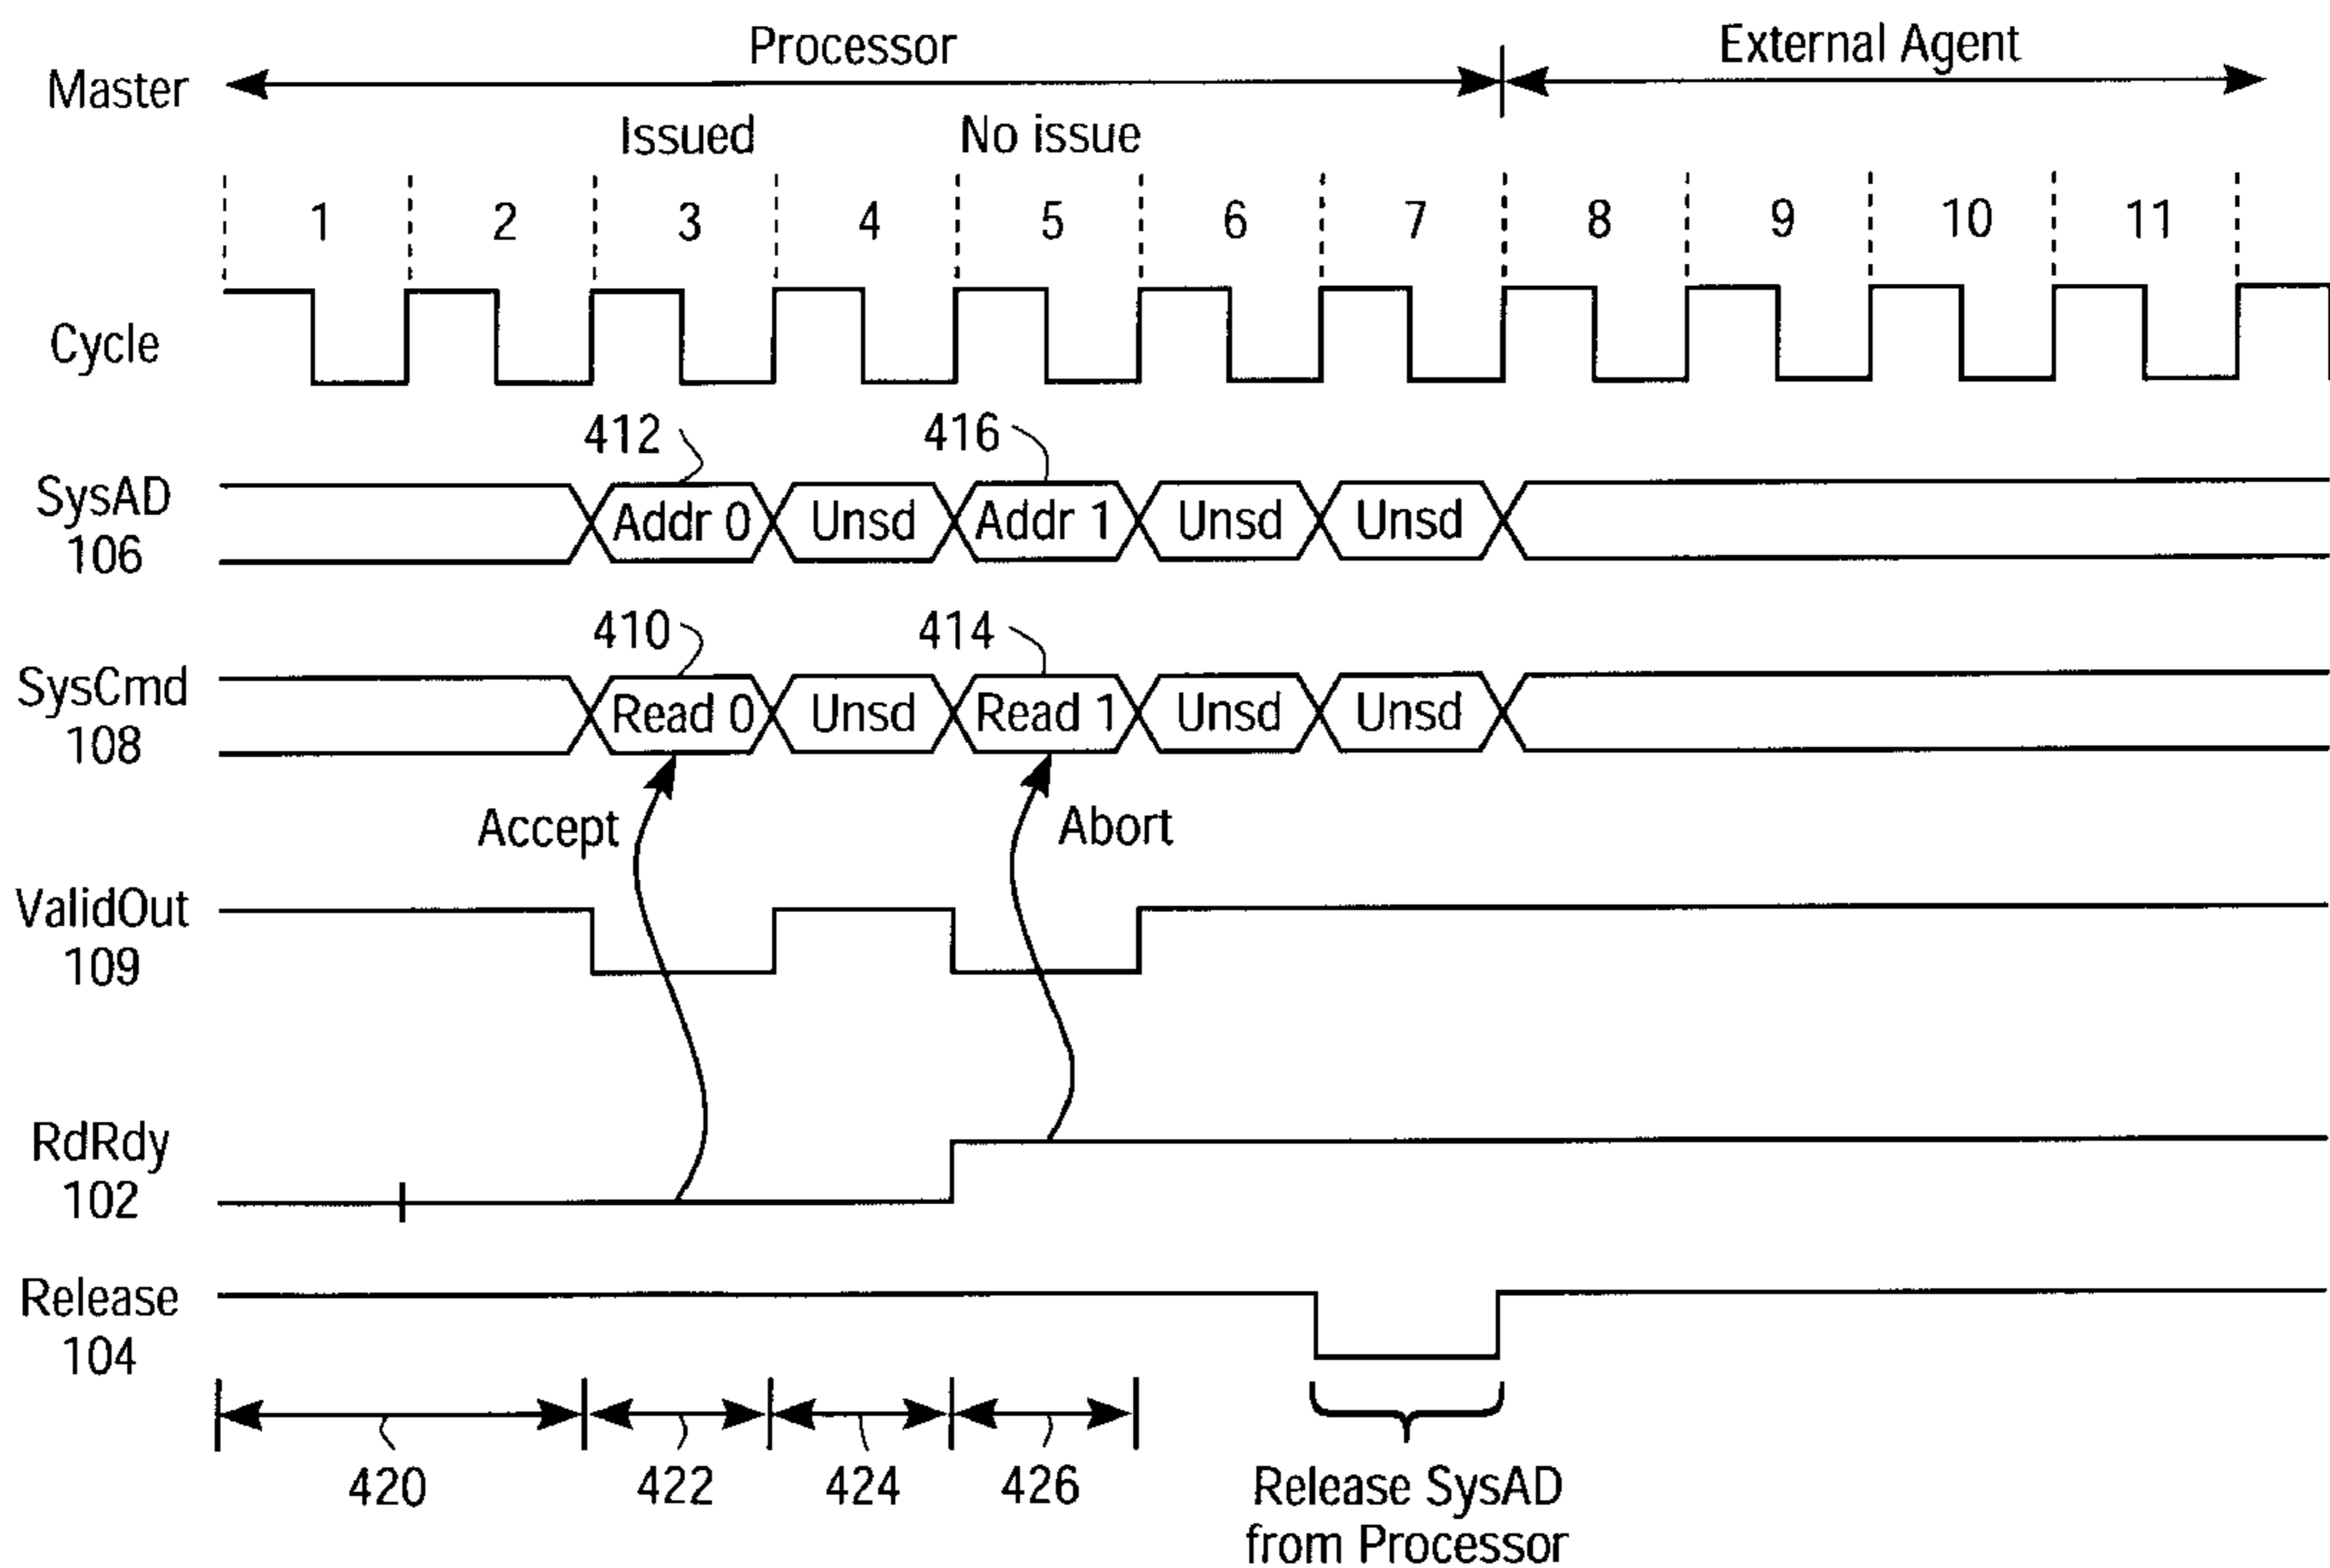 Processor
External Agent
Master
Issued
No issue
1 2 3 4 5 6 7 8 9 10 11
Cycle
412
416
SysAD
106
Addr 0 Unsd Addr 1 Unsd Unsd
410
414
SysCmd
108
Read 0 Unsd Read 1 Unsd Unsd
Accept
Abort
ValidOut
109
RdRdy
102
Release
104
420
422
424
426
Release SysAD
from Processor